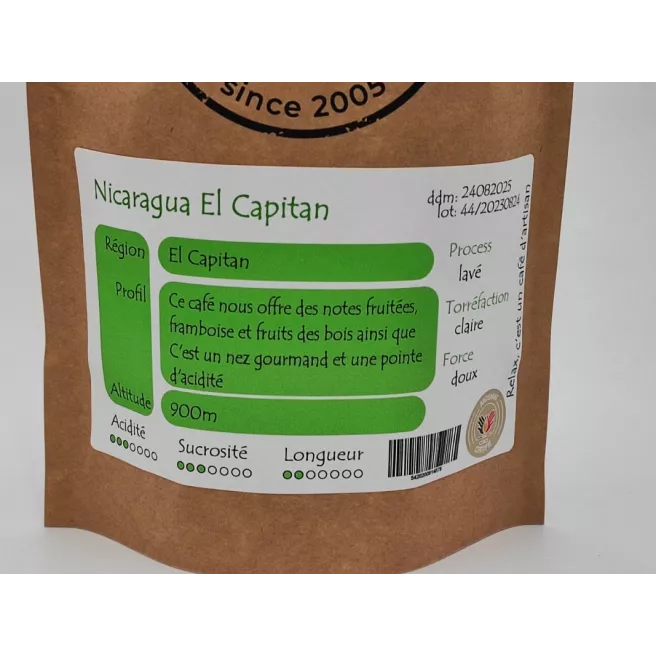 since 2005
Nicaragua El Capitan
ddm: 24082025
lot: 44/20230824
Région
El Capitan
Profil
Ce café nous offre des notes fruitées,
framboise et fruits des bois ainsi que
C'est un nez gourmand et une pointe
d'acidité
Altitude
900m
Process
lavé
Torréfaction
claire
Force
doux
Relax, c'est un café d'artisan
Acidité
Sucrosité
Longueur